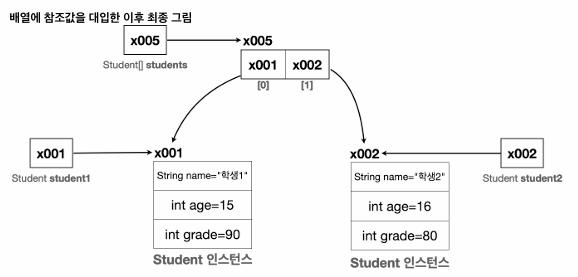 배열에 참조값을 대입한 이후 최종 그림
x005
x005
Student[] students
x001
x002
[0]
[1]
x001
x001
x002
x002
Student student1
Student student2
String name="학생1"
int age=15
int grade=90
Student 인스턴스
String name="학생2"
int age=16
int grade=80
Student 인스턴스